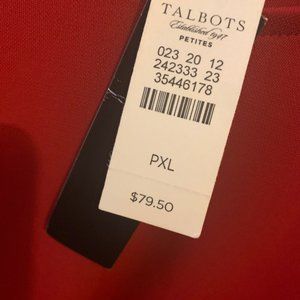 TALBOTS
Established 1947
PETITES
023 20 12
242333 23
35446178
PXL
$79.50